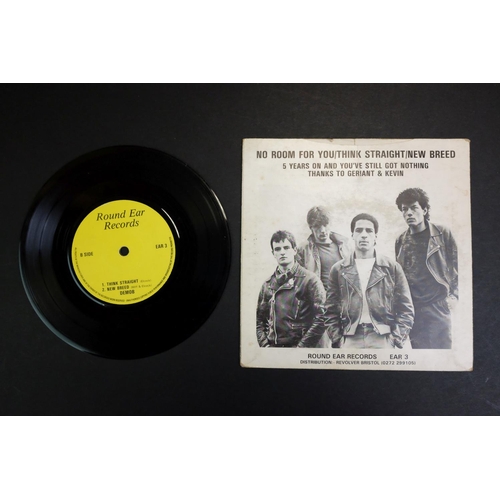 Round Ear
Records
B SIDE
EAR 3
1. THINK STRAIGHT
2. NEW BREED
DEMOB
NO ROOM FOR YOU/THINK STRAIGHT/NEW BREED
5 YEARS ON AND YOU'VE STILL GOT NOTHING
THANKS TO GERIANT & KEVIN
ROUND EAR RECORDS EAR 3
DISTRIBUTION:- REVOLVER BRISTOL (0272 299105)